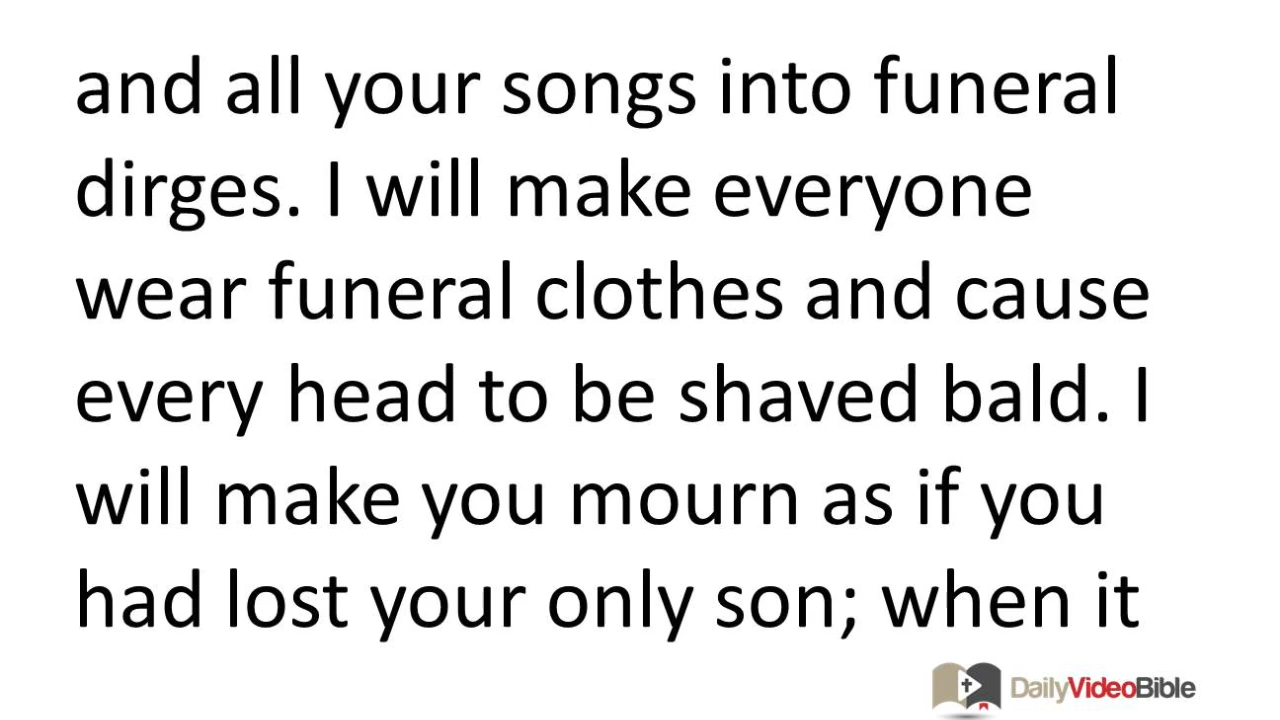 and all your songs into funeral
dirges. I will make everyone
wear funeral clothes and cause
every head to be shaved bald. I
will make you mourn as if you
had lost your only son; when it
DailyVideoBible